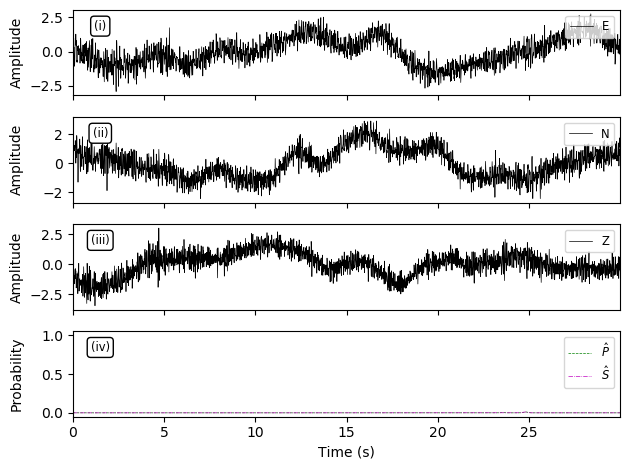 Amplitude
2.5
0.0
−2.5
(i)
E
Amplitude
2
0
−2
(ii)
N
Amplitude
2.5
0.0
−2.5
(iii)
Z
Probability
1.0
0.5
0.0
(iv)
P̂
Ŝ
0 5 10 15 20 25
Time (s)